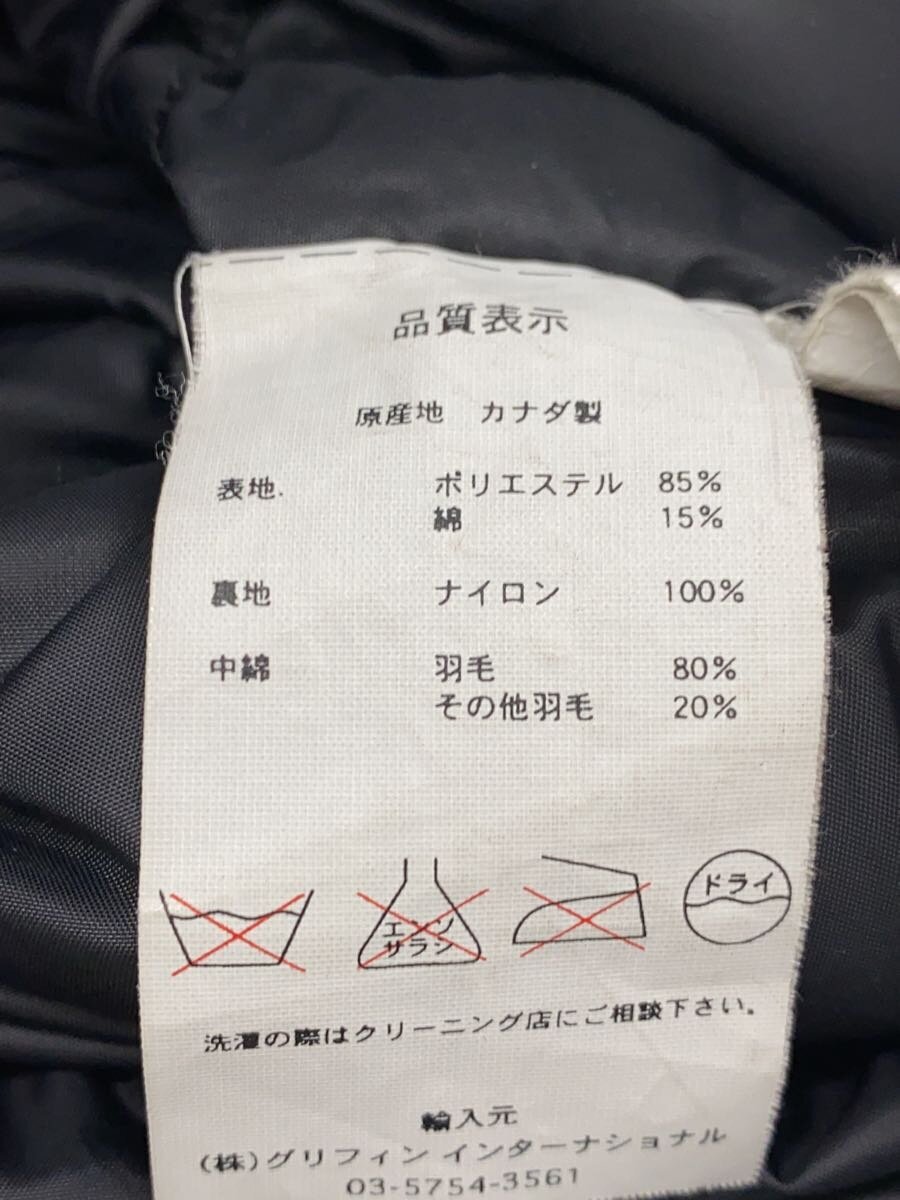 品質表示
原産地 カナダ製
表地. ポリエステル 85%
綿 15%
裏地 ナイロン 100%
中綿 羽毛 80%
その他羽毛 20%
エンソ
サラシ
ドライ
洗濯の際はクリーニング店にご相談下さい。
輸入元
(株)グリフィン インターナショナル
03-5754-3561